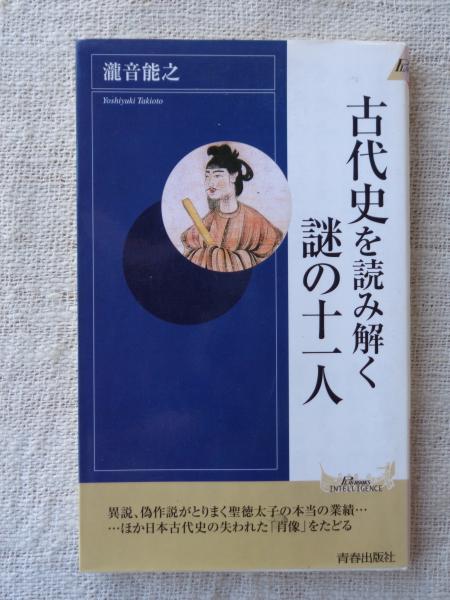 瀧音能之
Yoshiyuki Takioto
古代史を読み解く
謎の十一人
PLAYBOOKS
INTELLIGENCE
異説、偽作説がとりまく聖徳太子の本当の業績…
…ほか日本古代史の失われた「肖像」をたどる
青春出版社